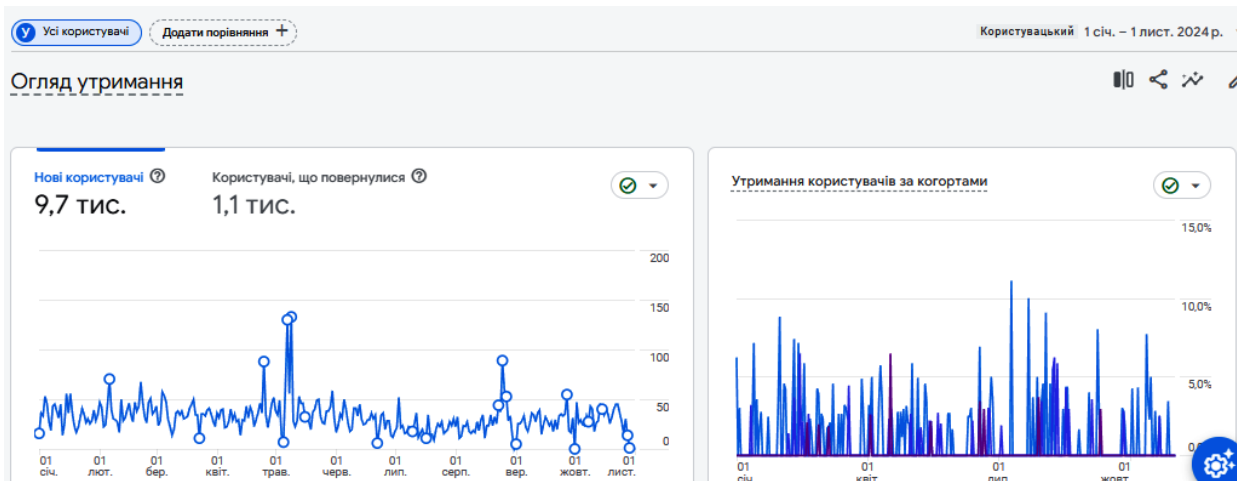 У Усі користувачі Додати порівняння + Користувацький 1 січ. – 1 лист. 2024 р.
Огляд утримання
Нові користувачі Користувачі, що повернулися
9,7 тис. 1,1 тис.
200
150
100
50
0
01 01 01 01 01 01 01 01 01 01 01
січ. лют. бер. квіт. трав. черв. лип. серп. вер. жовт. лист.
Утримання користувачів за когортами
15,0%
10,0%
5,0%
01 01 01 01
січ. квіт. лип. жовт.